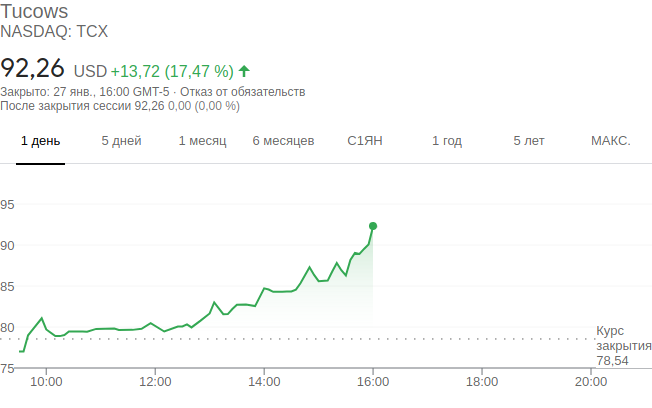 Tucows
NASDAQ: TCX
92,26 USD +13,72 (17,47 %)
Закрыто: 27 янв., 16:00 GMT-5 · Отказ от обязательств
После закрытия сессии 92,26 0,00 (0,00 %)
1 день 5 дней 1 месяц 6 месяцев С1ЯН 1 год 5 лет МАКС.
95
90
85
80
Курс
закрытия
78,54
75
10:00 12:00 14:00 16:00 18:00 20:00